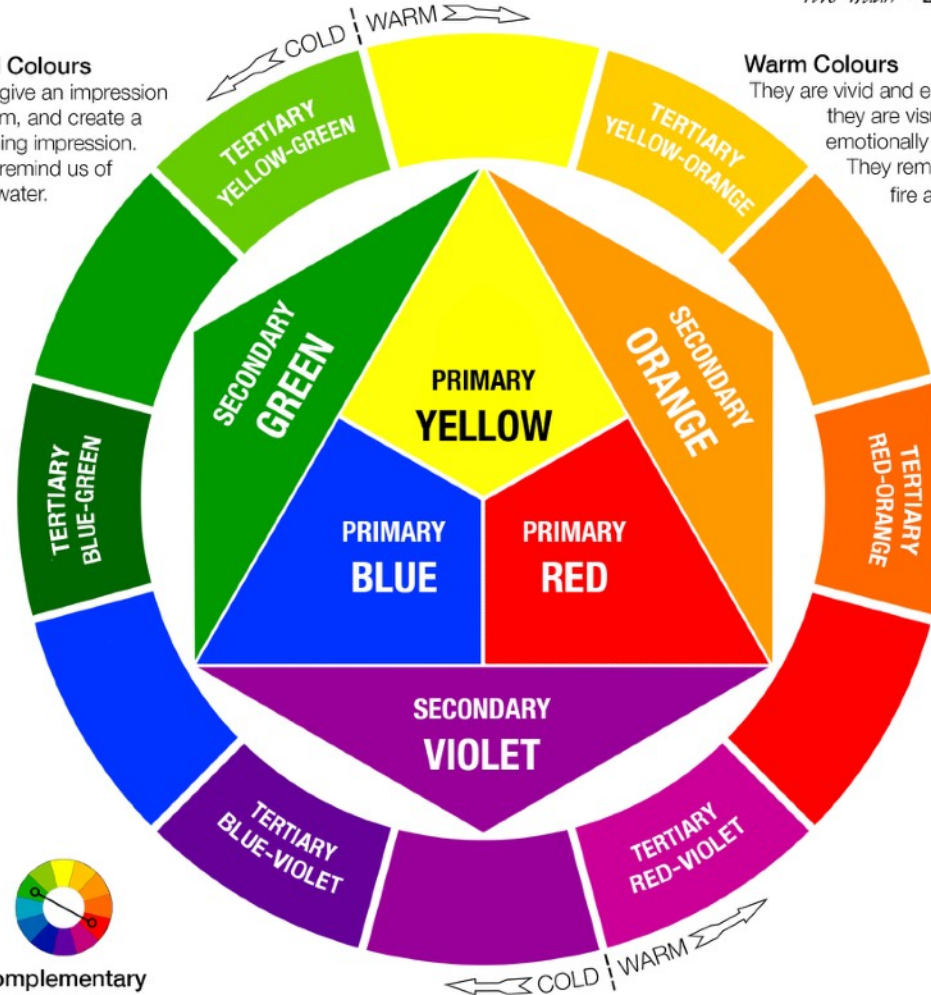 WARM
COLD
Colours
give an impression
and create a
impression.
remind us of
water.
Warm Colours
They are vivid and
they are
emotionally
They
fire
TERTIARY
YELLOW-GREEN
TERTIARY
YELLOW-ORANGE
SECONDARY
GREEN
PRIMARY
YELLOW
SECONDARY
ORANGE
TERTIARY
BLUE-GREEN
PRIMARY
BLUE
PRIMARY
RED
TERTIARY
RED-ORANGE
SECONDARY
VIOLET
TERTIARY
BLUE-VIOLET
TERTIARY
RED-VIOLET
COLD
WARM
omplementary